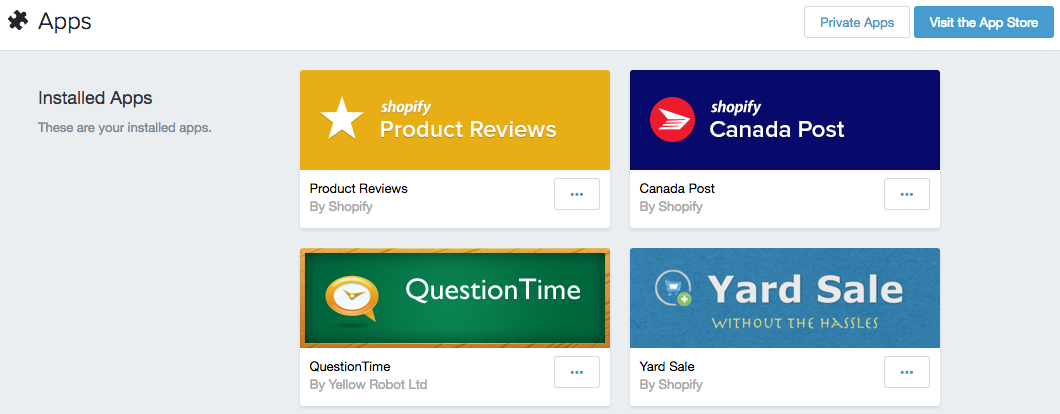 Apps
Private Apps
Visit the App Store
Installed Apps
These are your installed apps.
shopify
Product Reviews
Product Reviews
By Shopify
...
shopify
Canada Post
Canada Post
By Shopify
...
QuestionTime
QuestionTime
By Yellow Robot Ltd
...
Yard Sale
WITHOUT THE HASSLES
Yard Sale
By Shopify
...